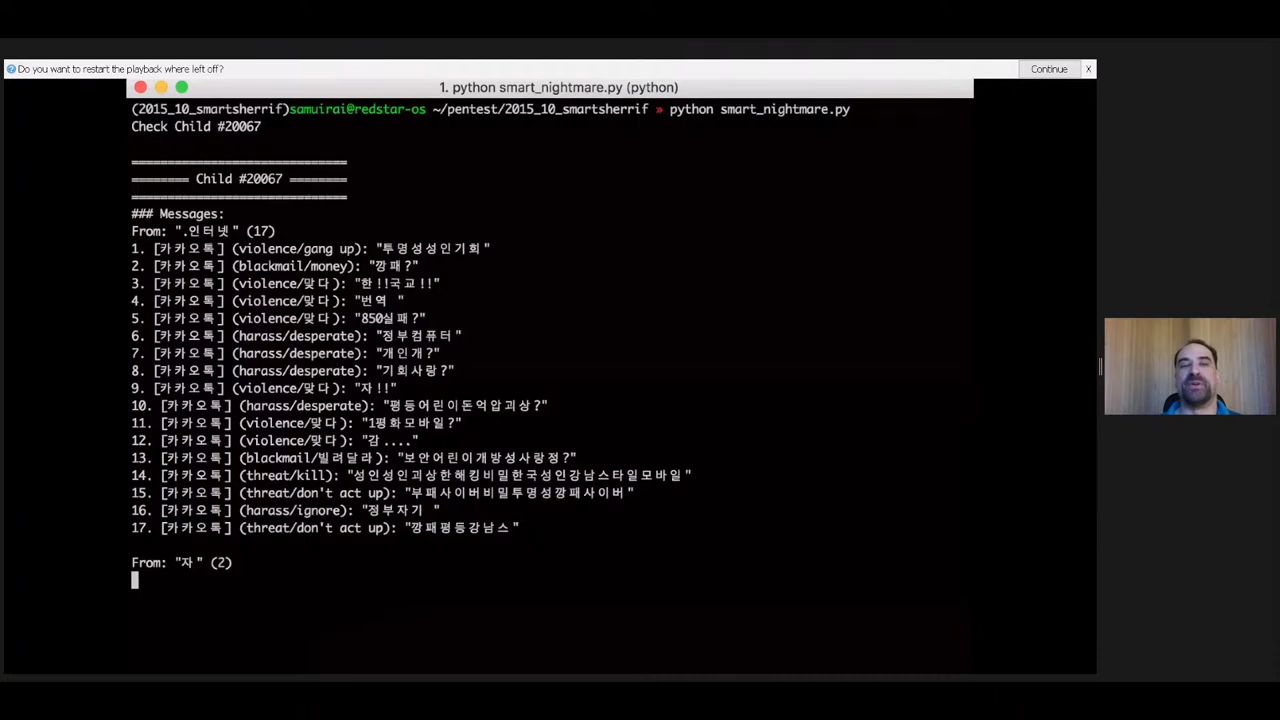 Do you want to restart the playback where left off? Continue X
1. python smart_nightmare.py (python)
(2015_10_smartsherrif)samuirai@redstar-os ~/pentest/2015_10_smartsherrif » python smart_nightmare.py
Check Child #20067
==============================
======== Child #20067 ========
==============================
### Messages:
From: ".인터넷" (17)
1. [카카오톡] (violence/gang up): "투명성성인기회"
2. [카카오톡] (blackmail/money): "깡패?"
3. [카카오톡] (violence/맞다): "한!!국교!!"
4. [카카오톡] (violence/맞다): "번역 "
5. [카카오톡] (violence/맞다): "850실패?"
6. [카카오톡] (harass/desperate): "정부컴퓨터"
7. [카카오톡] (harass/desperate): "개인개?"
8. [카카오톡] (harass/desperate): "기회사랑?"
9. [카카오톡] (violence/맞다): "자!!"
10. [카카오톡] (harass/desperate): "평등어린이돈억압괴상?"
11. [카카오톡] (violence/맞다): "1평화모바일?"
12. [카카오톡] (violence/맞다): "감...."
13. [카카오톡] (blackmail/빌려달라): "보안어린이개방성사랑정?"
14. [카카오톡] (threat/kill): "성인성인괴상한해킹비밀한국성인강남스타일모바일"
15. [카카오톡] (threat/don't act up): "부패사이버비밀투명성깡패사이버"
16. [카카오톡] (harass/ignore): "정부자기 "
17. [카카오톡] (threat/don't act up): "깡패평등강남스"
From: "자" (2)